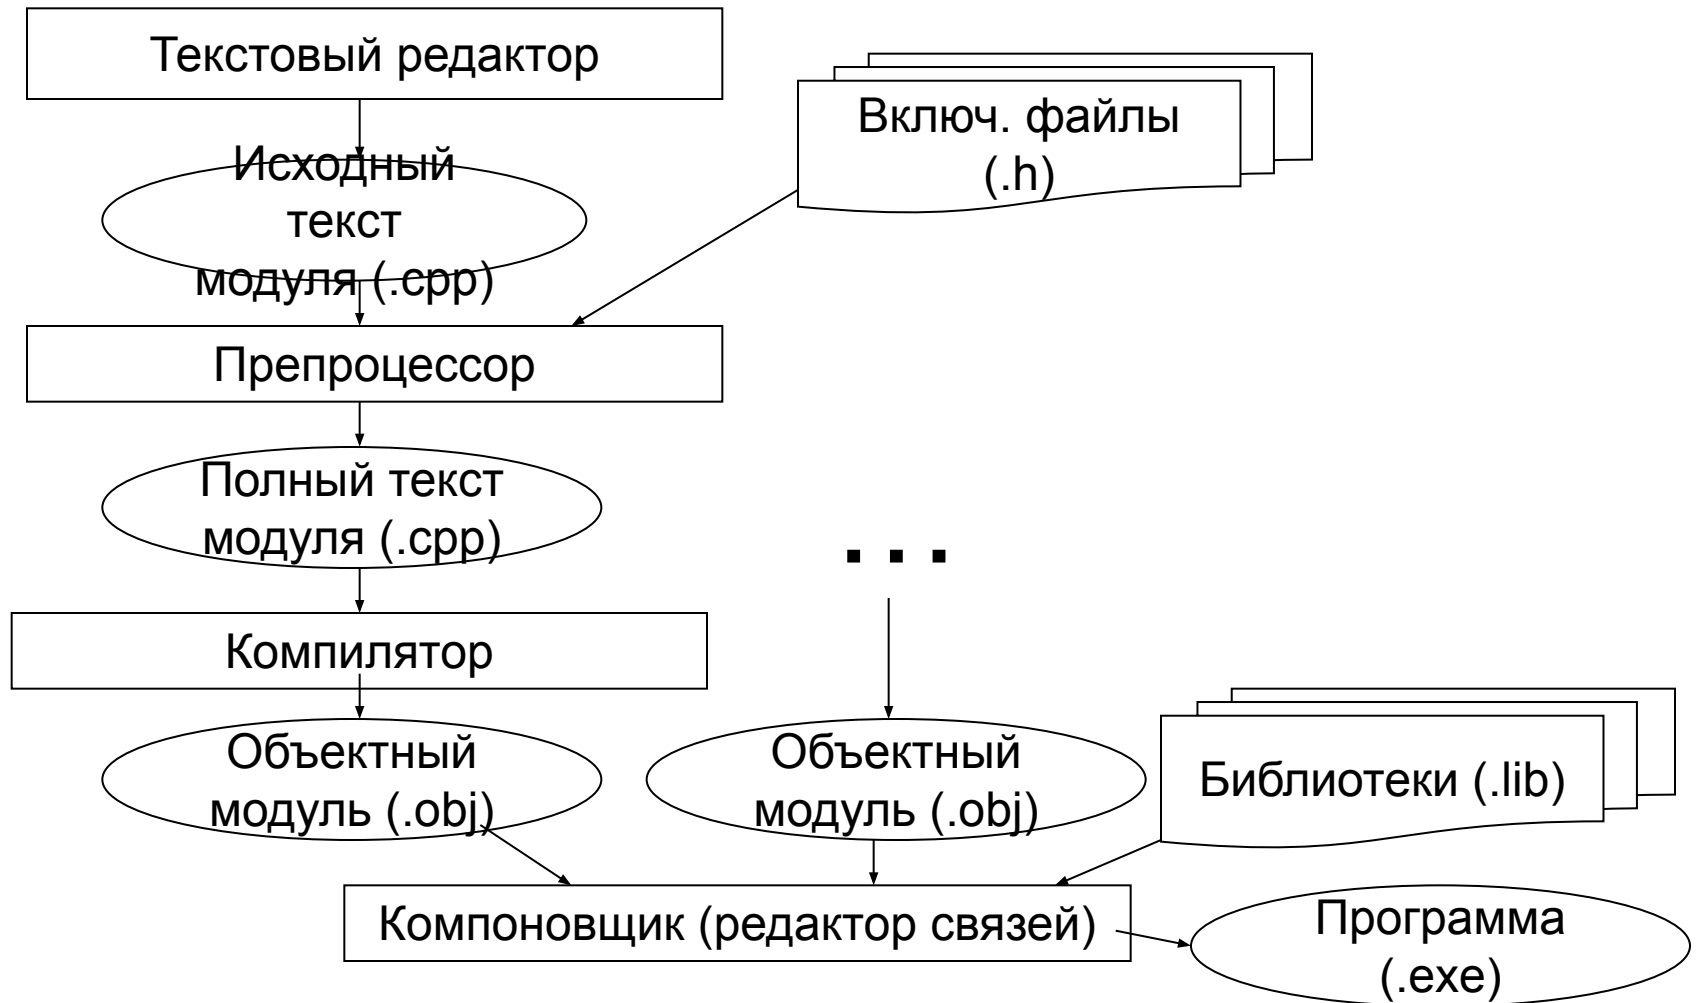 Текстовый редактор
Включ. файлы
(.h)
Исходный
текст
модуля (.cpp)
Препроцессор
Полный текст
модуля (.cpp)
...
Компилятор
Объектный
модуль (.obj)
Объектный
модуль (.obj)
Библиотеки (.lib)
Компоновщик (редактор связей)
Программа
(.exe)